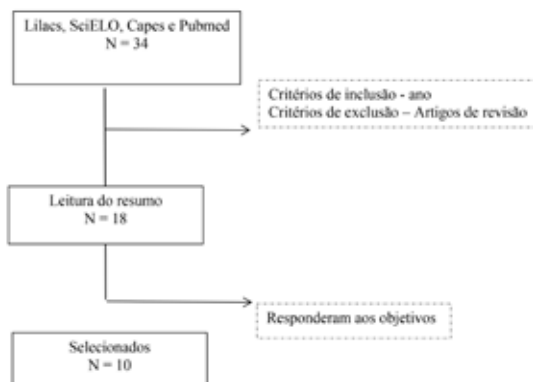 Lilacs, SciELO, Capes e Pubmed
N = 34
Critérios de inclusão - ano
Critérios de exclusão – Artigos de revisão
Leitura do resumo
N = 18
Responderam aos objetivos
Selecionados
N = 10